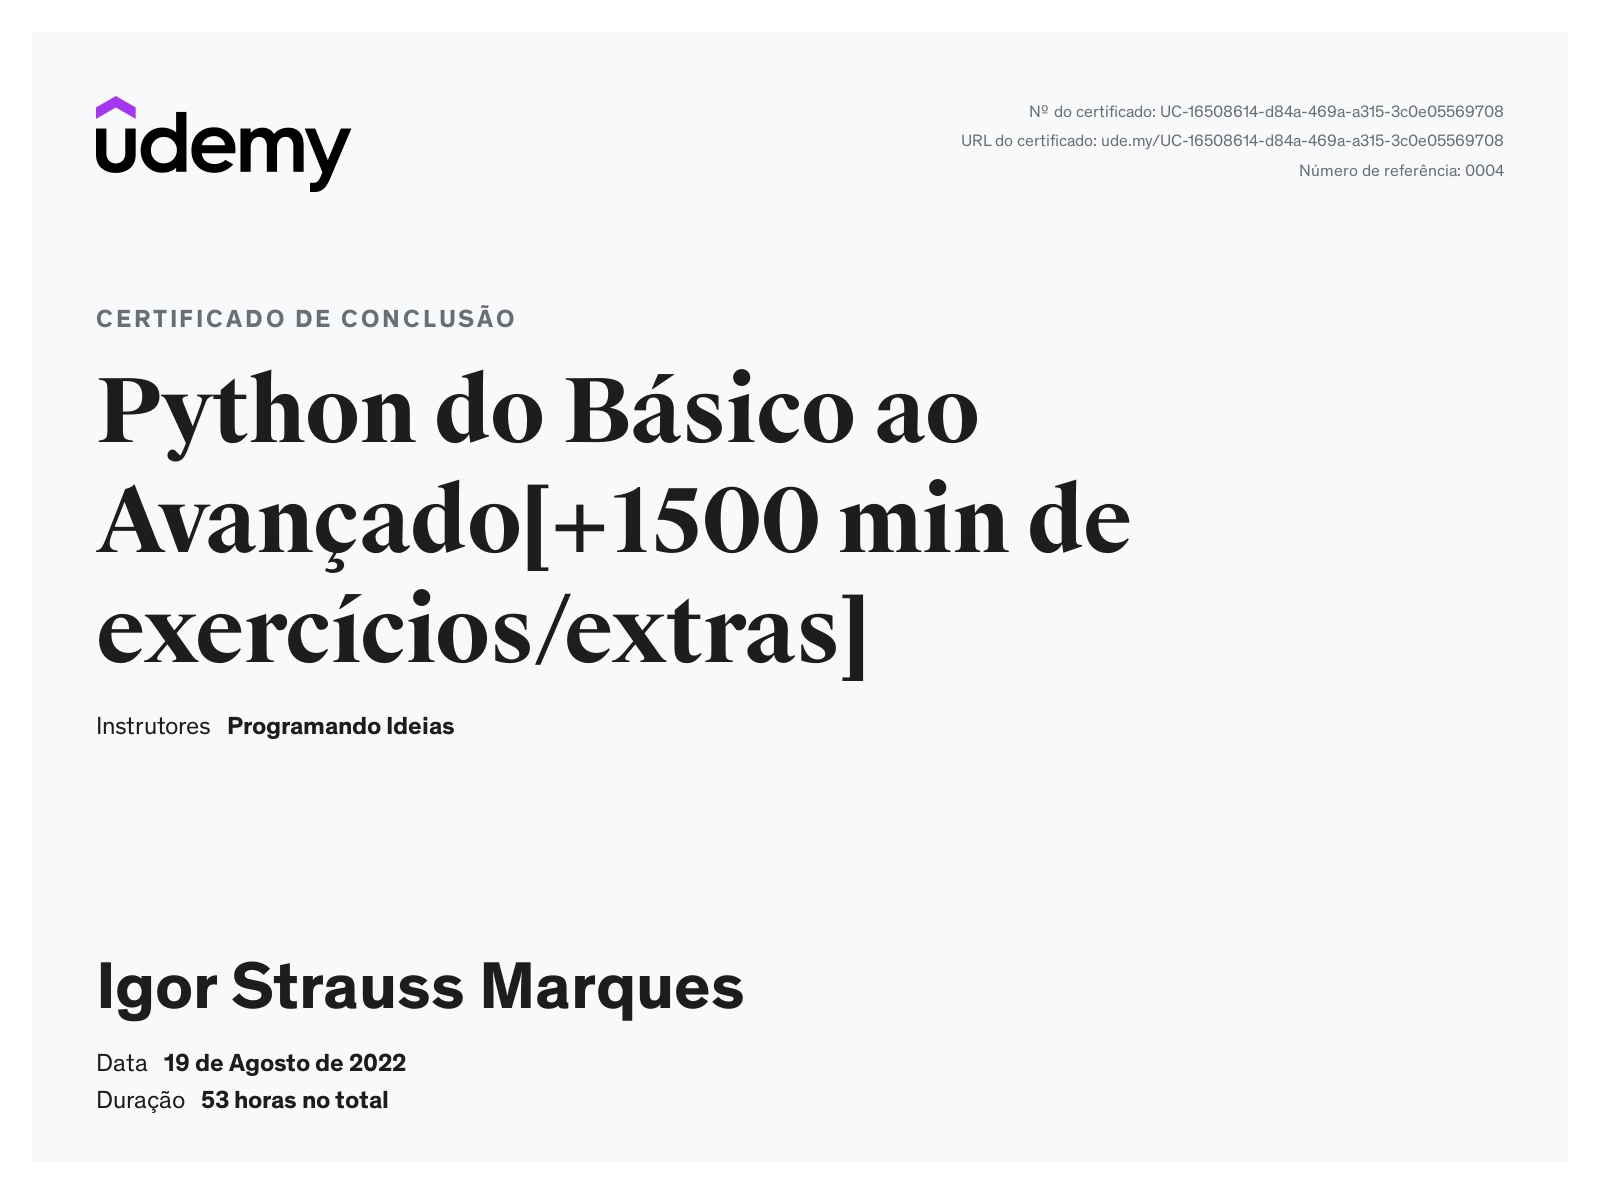 udemy
Nº do certificado: UC-16508614-d84a-469a-a315-3c0e05569708
URL do certificado: ude.my/UC-16508614-d84a-469a-a315-3c0e05569708
Número de referência: 0004
CERTIFICADO DE CONCLUSÃO
Python do Básico ao
Avançado[+1500 min de
exercícios/extras]
Instrutores Programando Ideias
Igor Strauss Marques
Data 19 de Agosto de 2022
Duração 53 horas no total